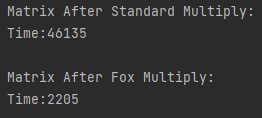 Matrix After Standard Multiply:
Time:46135
Matrix After Fox Multiply:
Time:2205